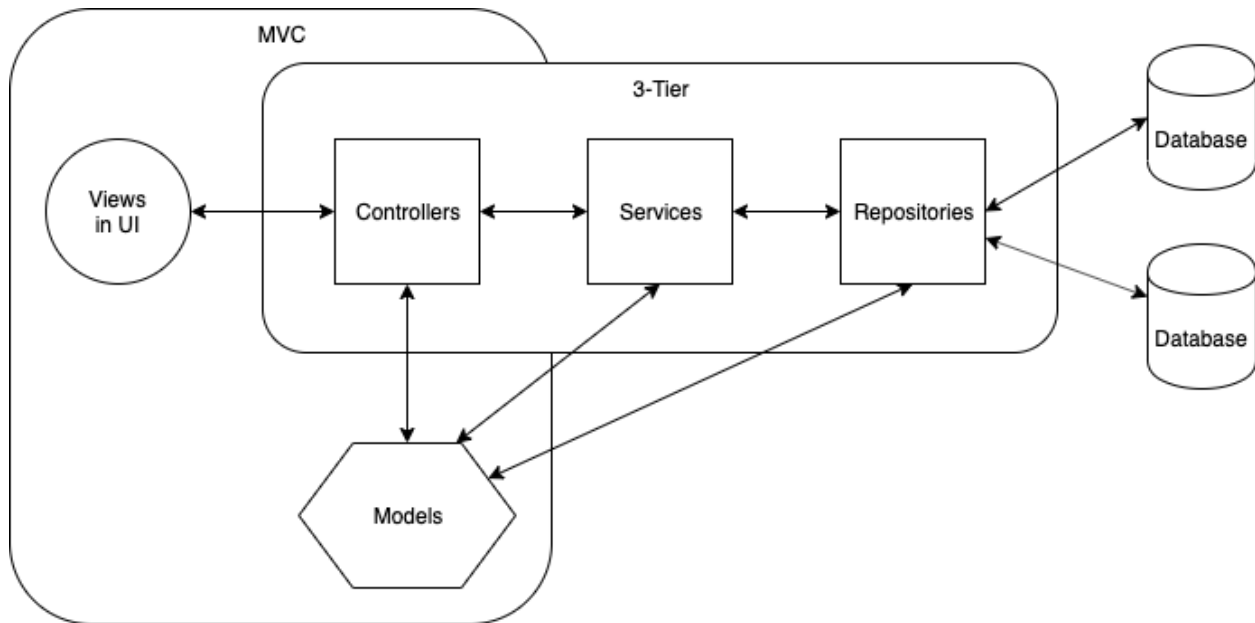 MVC
3-Tier
Views
in UI
Controllers
Services
Repositories
Database
Database
Models